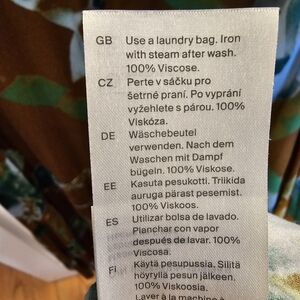 GB Use a laundry bag. Iron
with steam after wash.
100% Viscose.
CZ Perte v sáčku pro
šetrné praní. Po vyprání
vyžehlete s párou. 100%
Viskóza.
DE Wäschebeutel
verwenden. Nach dem
Waschen mit Dampf
bügeln. 100% Viskose.
EE Kasuta pesukotti. Triikida
auruga pärast pesemist.
100% Viskoos.
ES Utilizar bolsa de lavado.
Planchar con vapor
después de lavar. 100%
Viscosa.
FI Käytä pesupussia. Silitä
höyryllä pesun jälkeen.
100% Viskoosia.
Laver à la machine à